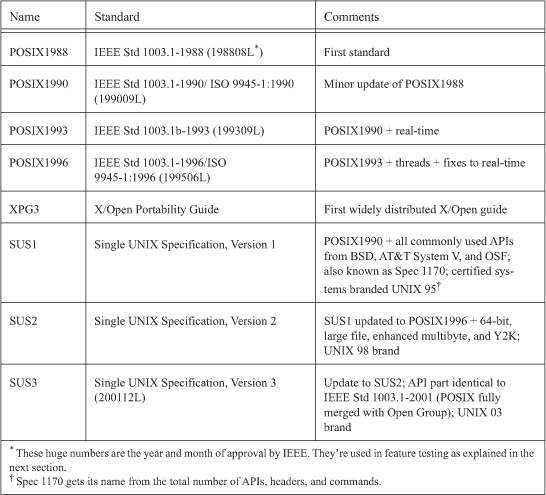 Name Standard Comments
POSIX1988 IEEE Std 1003.1-1988 (198808L*) First standard
POSIX1990 IEEE Std 1003.1-1990/ ISO 9945-1:1990 Minor update of POSIX1988
(199009L)
POSIX1993 IEEE Std 1003.1b-1993 (199309L) POSIX1990 + real-time
POSIX1996 IEEE Std 1003.1-1996/ISO POSIX1993 + threads + fixes to real-time
9945-1:1996 (199506L)
XPG3 X/Open Portability Guide First widely distributed X/Open guide
SUS1 Single UNIX Specification, Version 1 POSIX1990 + all commonly used APIs
from BSD, AT&T System V, and OSF;
also known as Spec 1170; certified sys-
tems branded UNIX 95†
SUS2 Single UNIX Specification, Version 2 SUS1 updated to POSIX1996 + 64-bit,
large file, enhanced multibyte, and Y2K;
UNIX 98 brand
SUS3 Single UNIX Specification, Version 3 Update to SUS2; API part identical to
(200112L) IEEE Std 1003.1-2001 (POSIX fully
merged with Open Group); UNIX 03
brand
* These huge numbers are the year and month of approval by IEEE. They're used in feature testing as explained in the
next section.
† Spec 1170 gets its name from the total number of APIs, headers, and commands.